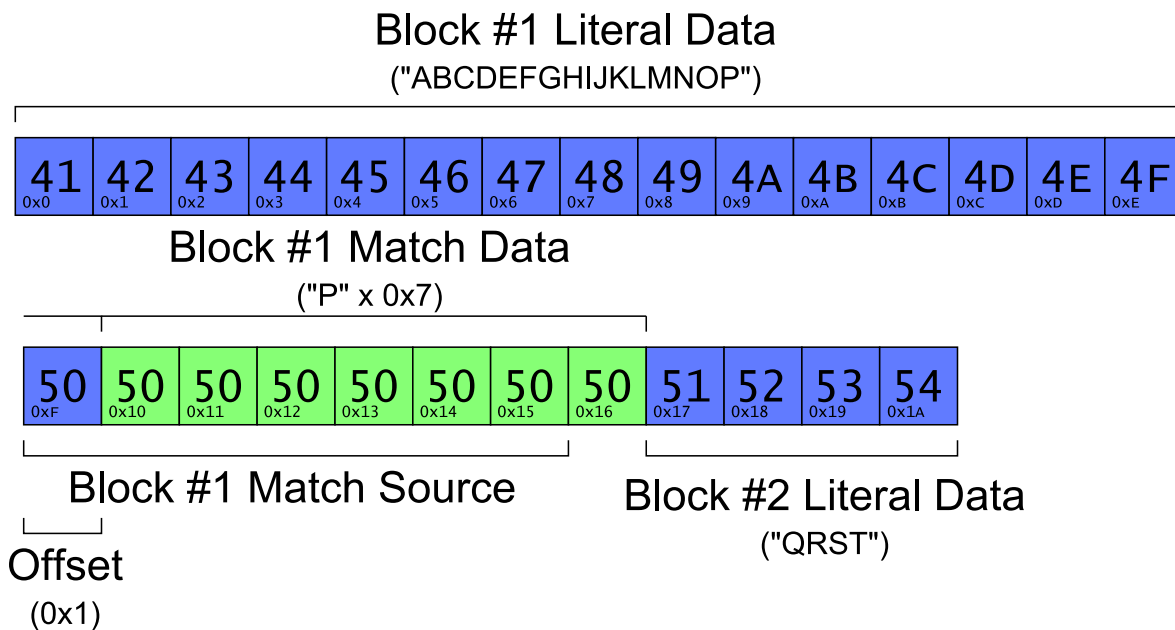 Block #1 Literal Data
("ABCDEFGHIJKLMNOP")
41 42 43 44 45 46 47 48 49 4A 4B 4C 4D 4E 4F
0x0 0x1 0x2 0x3 0x4 0x5 0x6 0x7 0x8 0x9 0xA 0xB 0xC 0xD 0xE
Block #1 Match Data
("P" x 0x7)
50 50 50 50 50 50 50 50 51 52 53 54
0xF 0x10 0x11 0x12 0x13 0x14 0x15 0x16 0x17 0x18 0x19 0x1A
Block #1 Match Source
Block #2 Literal Data
("QRST")
Offset
(0x1)